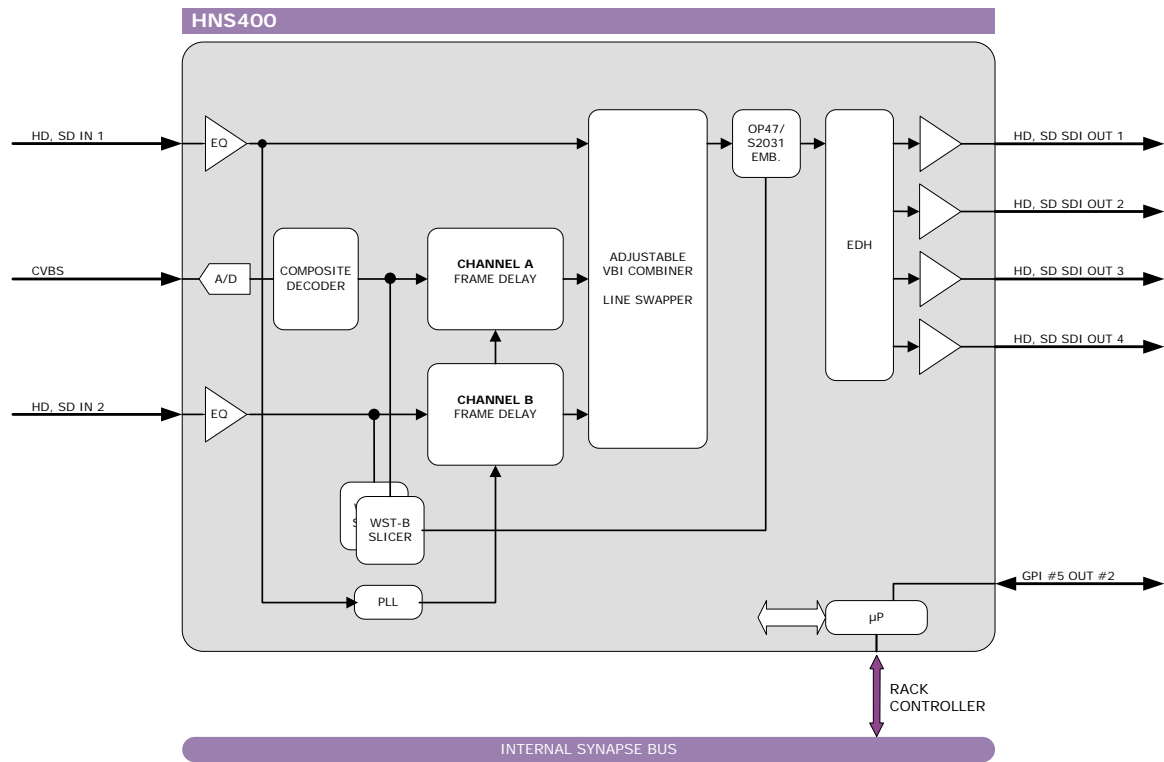 HNS400
HD, SD IN 1
EQ
OP47/
S2031
EMB.
HD, SD SDI OUT 1
HD, SD SDI OUT 2
CVBS
A/D
COMPOSITE
DECODER
CHANNEL A
FRAME DELAY
ADJUSTABLE
VBI COMBINER
LINE SWAPPER
EDH
HD, SD SDI OUT 3
HD, SD SDI OUT 4
HD, SD IN 2
EQ
CHANNEL B
FRAME DELAY
WST-B
SLICER
PLL
GPI #5 OUT #2
µP
RACK
CONTROLLER
INTERNAL SYNAPSE BUS